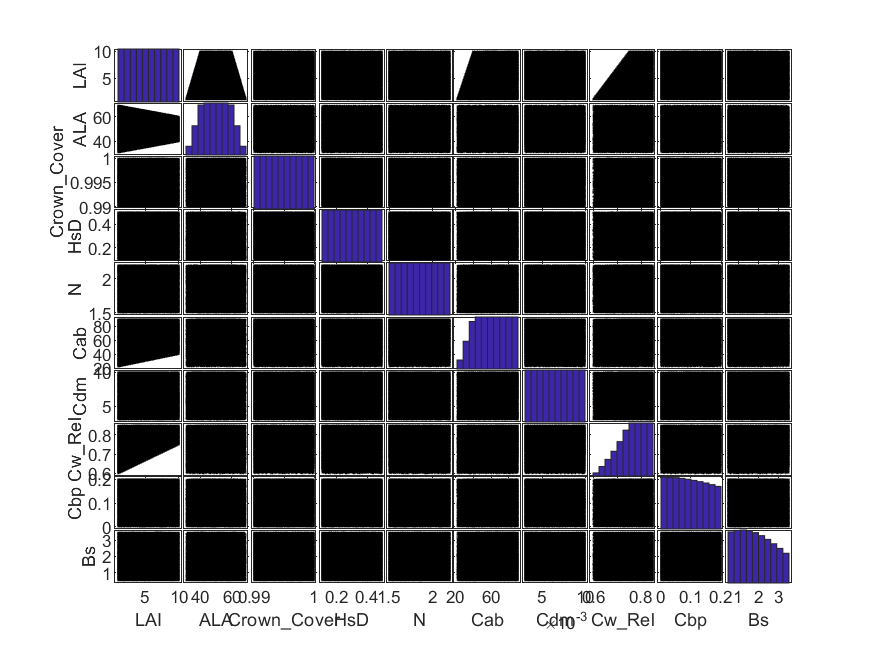 10
5
LAI
60
40
ALA
1
0.995
0.99
Crown_Cover
0.4
0.2
HsD
2
1.5
N
80
60
40
20
Cab
10
5
Cdm
0.8
0.6
Cw_Rel
0.2
0.1
0
Cbp
3
2
1
Bs
5 10 40 60 0.99 1 0.2 0.4 1.5 2 20 60 5 10 0.6 0.8 0 0.1 0.2 1 2 3
LAI ALA Crown_Cover HsD N Cab Cdm ×10-3 Cw_Rel Cbp Bs